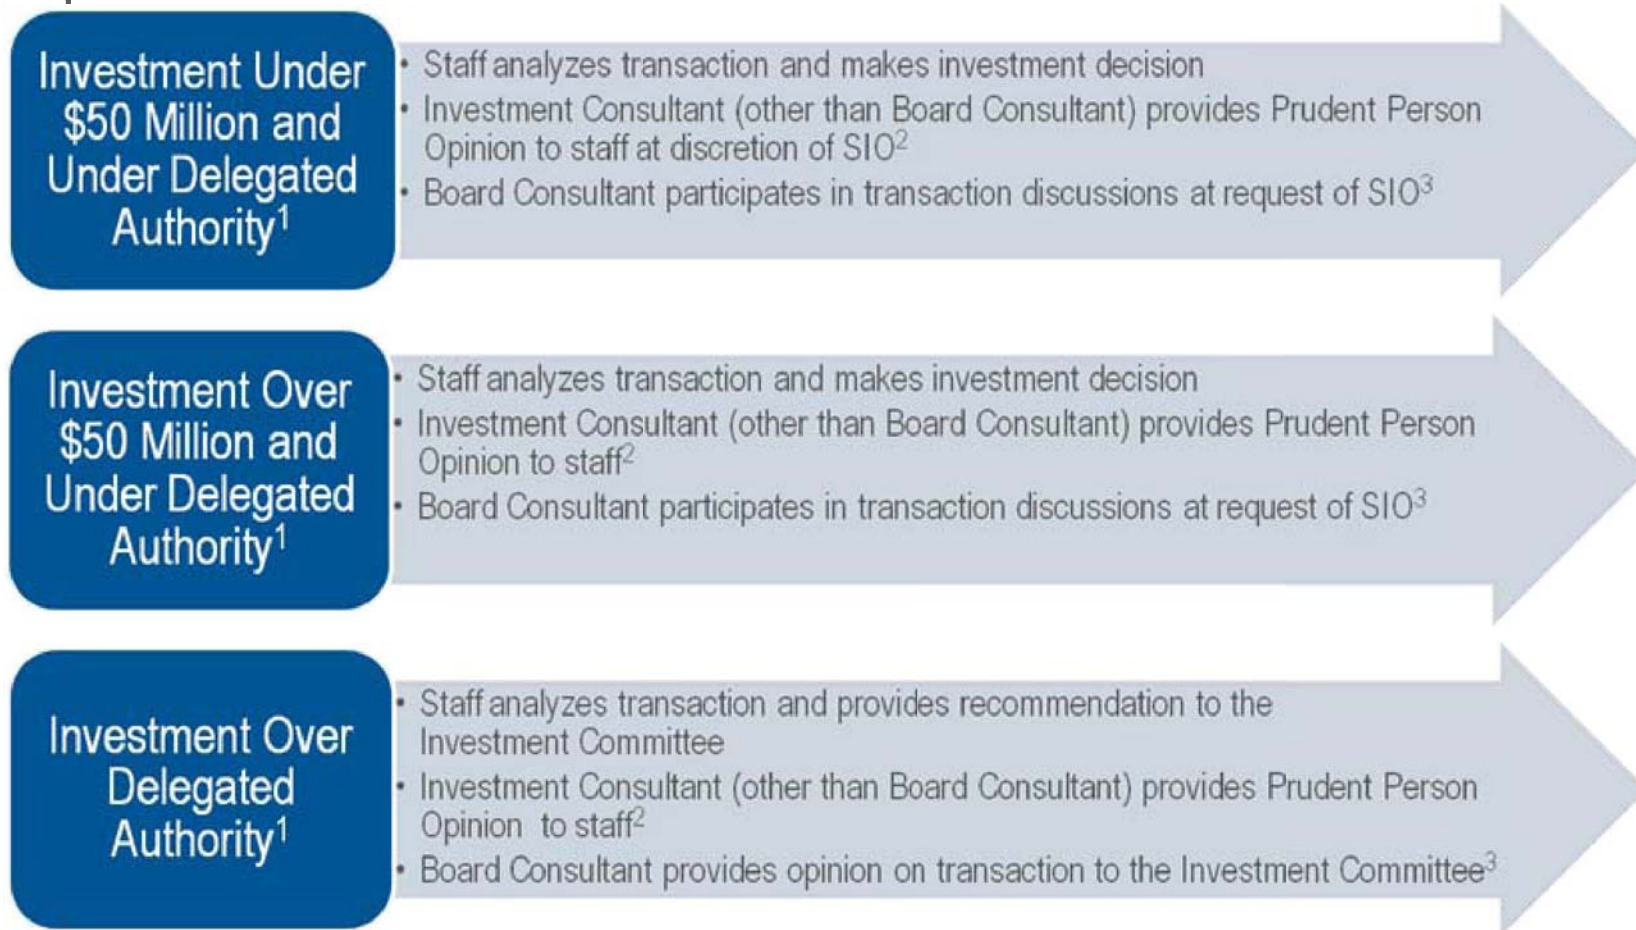 Investment Under
$50 Million and
Under Delegated
Authority¹
• Staff analyzes transaction and makes investment decision
• Investment Consultant (other than Board Consultant) provides Prudent Person
Opinion to staff at discretion of SIO²
• Board Consultant participates in transaction discussions at request of SIO³
Investment Over
$50 Million and
Under Delegated
Authority¹
• Staff analyzes transaction and makes investment decision
• Investment Consultant (other than Board Consultant) provides Prudent Person
Opinion to staff²
• Board Consultant participates in transaction discussions at request of SIO³
Investment Over
Delegated
Authority¹
• Staff analyzes transaction and provides recommendation to the
Investment Committee
• Investment Consultant (other than Board Consultant) provides Prudent Person
Opinion to staff²
• Board Consultant provides opinion on transaction to the Investment Committee³